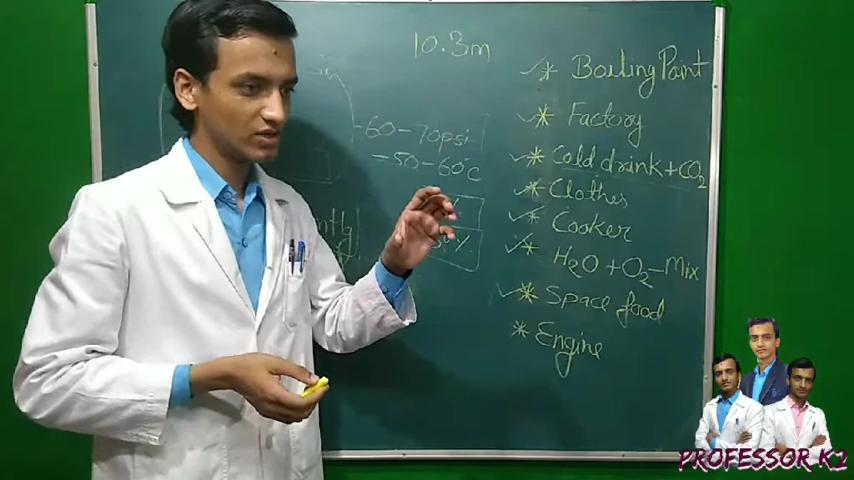 10.3m
✓ * Boiling Point
60-70psi
✓ * Factory
= 50-60°C
✓ * Cold drink + CO2
✓ * Clothes
✓ * Cooker
✓ * H2O + O2 - Mix
✓ * Space food
* Engine
PROFESSOR K2